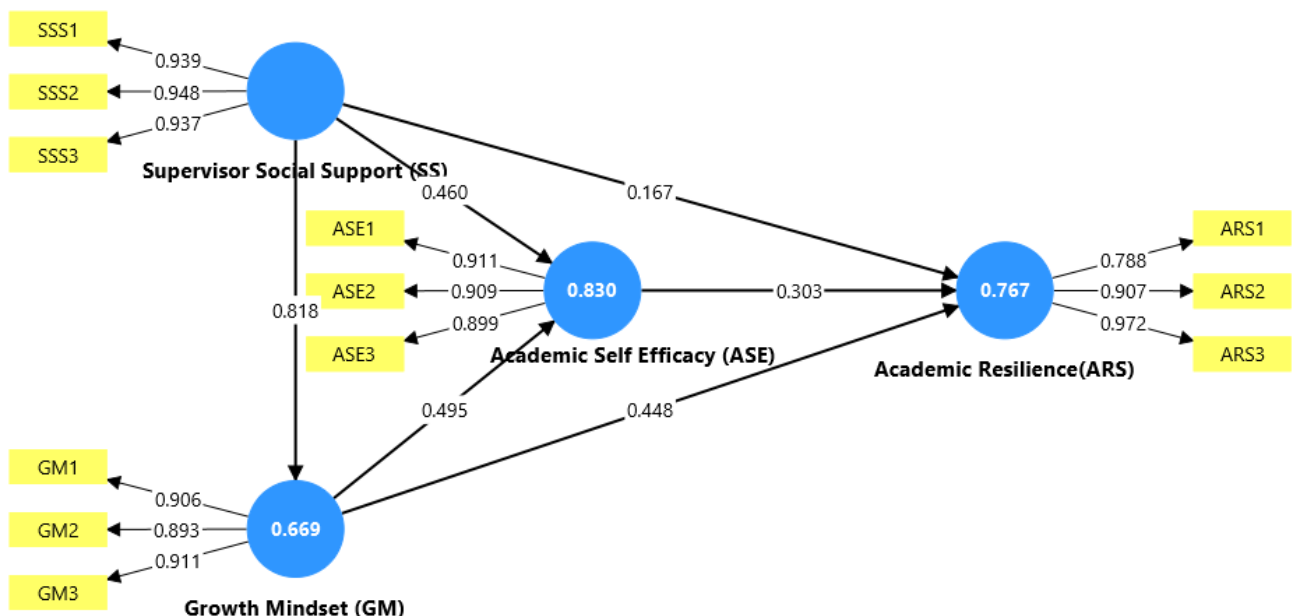 SSS1
0.939
SSS2
0.948
0.937
SSS3
Supervisor Social Support (SS)
0.460
0.167
ASE1
0.911
ASE2
0.909
0.899
ASE3
0.830
Academic Self Efficacy (ASE)
0.303
0.818
0.767
Academic Resilience(ARS)
ARS1
0.788
0.907
ARS2
0.972
ARS3
0.495
0.448
GM1
0.906
GM2
0.893
0.911
GM3
0.669
Growth Mindset (GM)